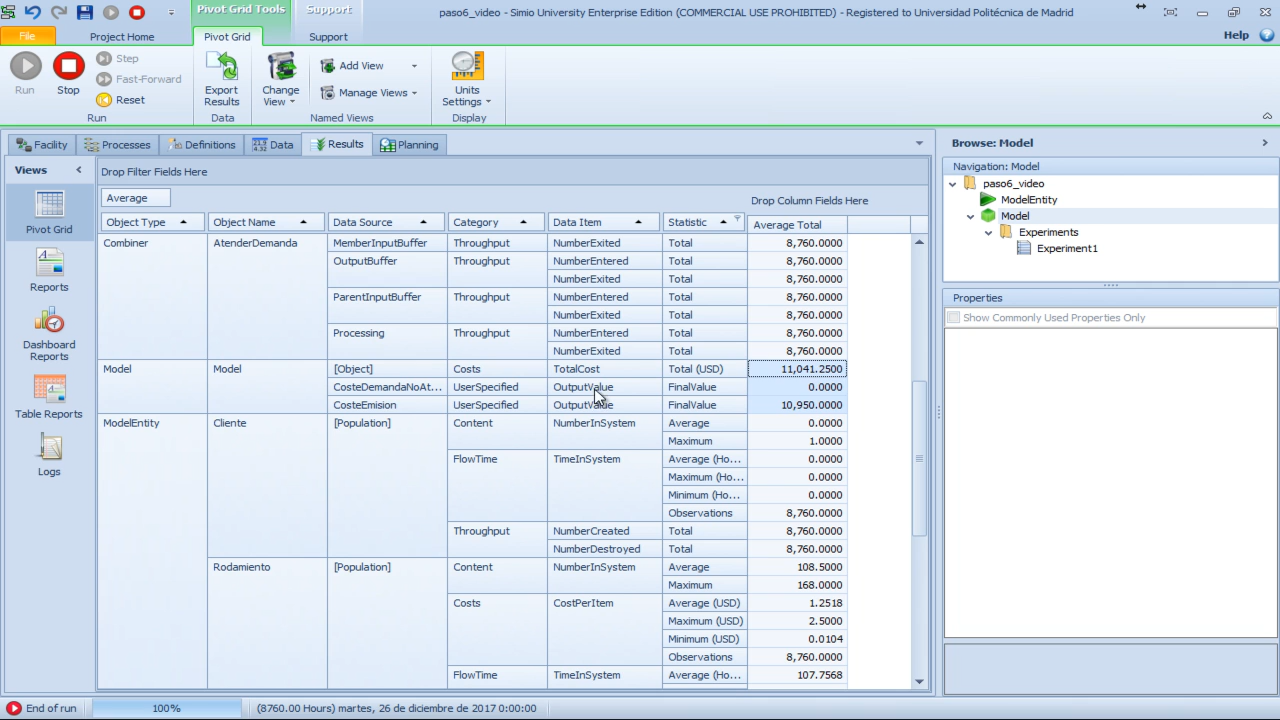 Pivot Grid Tools Support paso6_video - Simio University Enterprise Edition (COMMERCIAL USE PROHIBITED) - Registered to Universidad Politécnica de Madrid
File Project Home Pivot Grid Support Help
Run Stop Step Fast-Forward Reset Export Results Change View Add View Manage Views Units Settings
Run Data Named Views Display
Facility Processes Definitions Data Results Planning Browse: Model
Views Drop Filter Fields Here Navigation: Model
Average Drop Column Fields Here paso6_video
Pivot Grid Object Type Object Name Data Source Category Data Item Statistic Average Total ModelEntity
Model
Experiments
Experiment1
Combiner AtenderDemanda MemberInputBuffer Throughput NumberExited Total 8,760.0000
OutputBuffer Throughput NumberEntered Total 8,760.0000
NumberExited Total 8,760.0000
Reports ParentInputBuffer Throughput NumberEntered Total 8,760.0000
NumberExited Total 8,760.0000
Properties
Show Commonly Used Properties Only
Processing Throughput NumberEntered Total 8,760.0000
Dashboard Reports NumberExited Total 8,760.0000
Model Model [Object] Costs TotalCost Total (USD) 11,041.2500
CosteDemandaNoAt... UserSpecified OutputValue FinalValue 0.0000
CosteEmision UserSpecified OutputValue FinalValue 10,950.0000
Table Reports
ModelEntity Cliente [Population] Content NumberInSystem Average 0.0000
Maximum 1.0000
FlowTime TimeInSystem Average (Ho... 0.0000
Logs Maximum (Ho... 0.0000
Minimum (Ho... 0.0000
Observations 8,760.0000
Throughput NumberCreated Total 8,760.0000
NumberDestroyed Total 8,760.0000
Rodamiento [Population] Content NumberInSystem Average 108.5000
Maximum 168.0000
Costs CostPerItem Average (USD) 1.2518
Maximum (USD) 2.5000
Minimum (USD) 0.0104
Observations 8,760.0000
FlowTime TimeInSystem Average (Ho... 107.7568
End of run 100% (8760.00 Hours) martes, 26 de diciembre de 2017 0:00:00